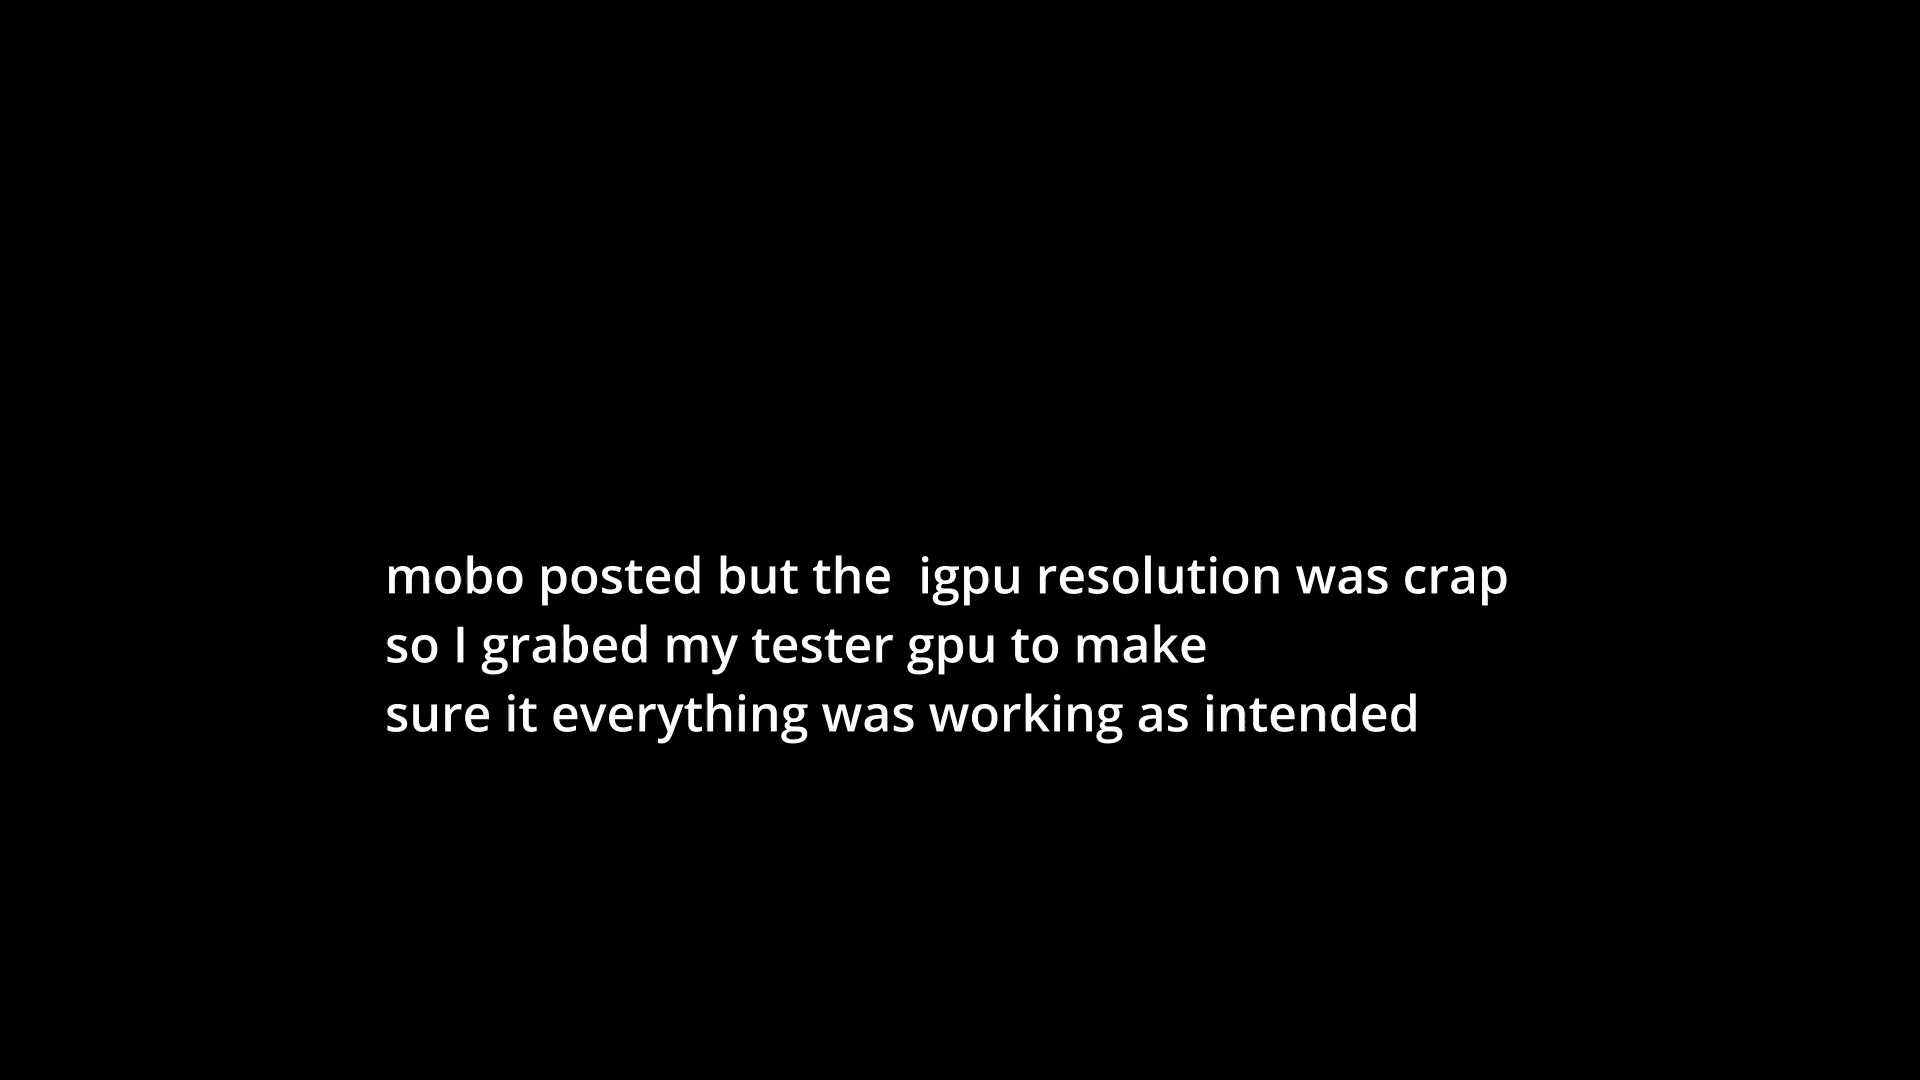 mobo posted but the  igpu resolution was crap
so I grabed my tester gpu to make
sure it everything was working as intended